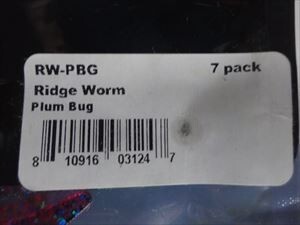 RW-PBG 7 pack
Ridge Worm
Plum Bug
8 10916 03124 7